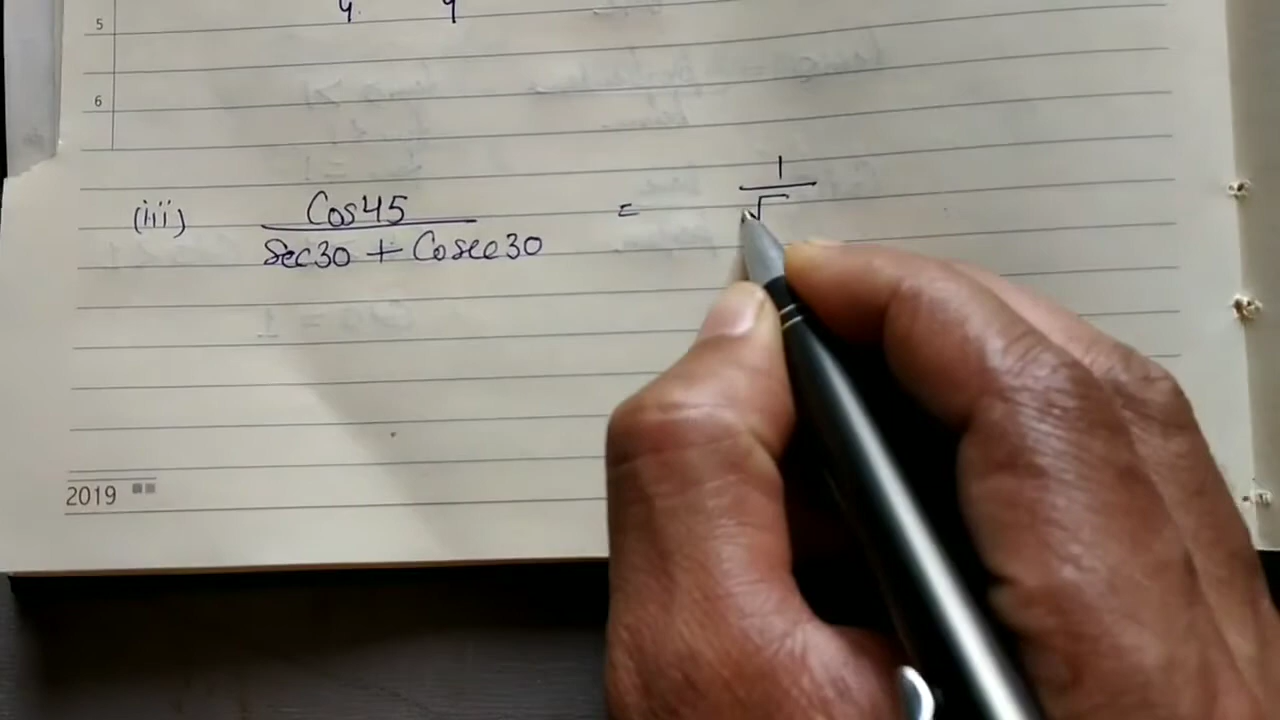 5
6
(iii) Cos45 / Sec30 + Cosec30 = 1 / √
2019